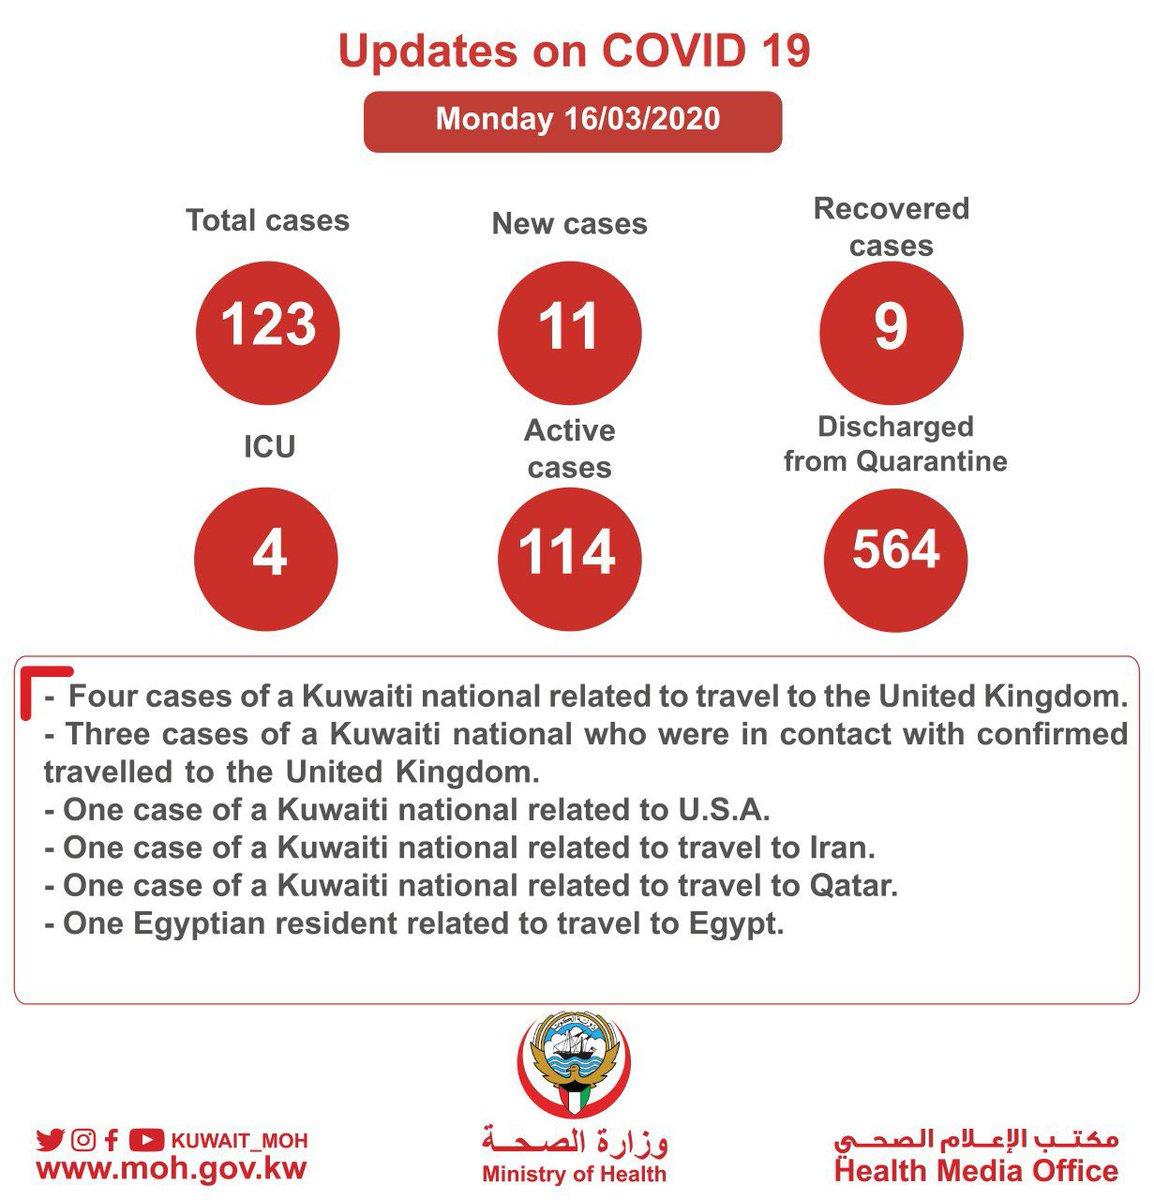 Updates on COVID 19
Monday 16/03/2020
Total cases
123
New cases
11
Recovered
cases
9
ICU
4
Active
cases
114
Discharged
from Quarantine
564
- Four cases of a Kuwaiti national related to travel to the United Kingdom.
- Three cases of a Kuwaiti national who were in contact with confirmed
travelled to the United Kingdom.
- One case of a Kuwaiti national related to U.S.A.
- One case of a Kuwaiti national related to travel to Iran.
- One case of a Kuwaiti national related to travel to Qatar.
- One Egyptian resident related to travel to Egypt.
دولة الكويت
KUWAIT_MOH
www.moh.gov.kw
وزارة الصحة
Ministry of Health
مكتب الإعلام الصحي
Health Media Office